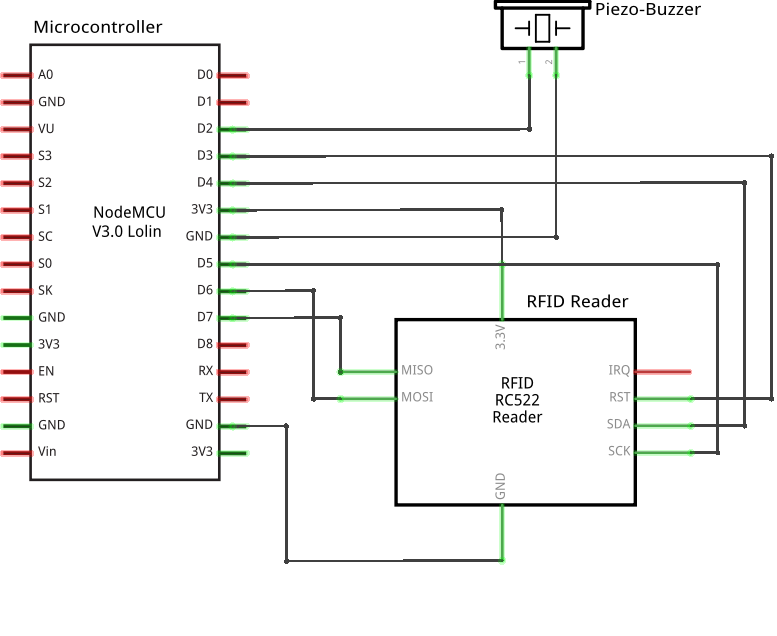 Piezo-Buzzer
Microcontroller
1
2
A0
D0
GND
D1
VU
D2
S3
D3
S2
D4
S1
3V3
NodeMCU
V3.0 Lolin
SC
GND
S0
D5
SK
D6
GND
D7
3V3
D8
EN
RX
RST
TX
GND
GND
Vin
3V3
RFID Reader
3.3V
MISO
IRQ
MOSI
RST
RFID
RC522
Reader
SDA
SCK
GND